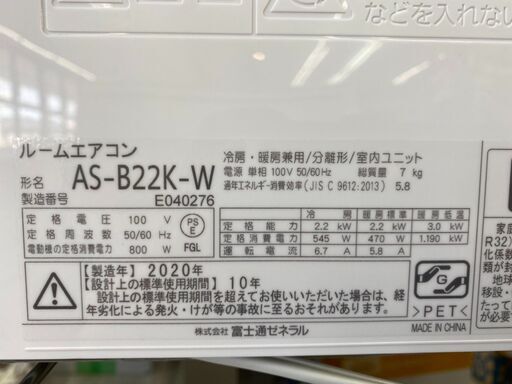 などを入れない
ルームエアコン
形名 AS-B22K-W
製造番号 E040276
冷房・暖房兼用/分離形/室内ユニット
電源 単相 100V 50/60Hz 総質量 7 kg
通年エネルギー消費効率(JIS C 9612:2013) 5.8
定格電圧 100 V
定格周波数 50/60 Hz
電動機の定格消費電力 800 W
PS
E
FGL
冷房 暖房標準 暖房低温
定格能力 2.2 kW 2.2 kW 3.0 kW
定格消費電力 545 W 470 W 1,190 kW
運転電流 6.7 A 5.8 A
【製造年】2020年
【設計上の標準使用期間】10年
設計上の標準使用期間を超えてお使いいただいた場合は、経
年劣化による発火・けが等の事故に至るおそれがあります。
G
>PET<
株式会社 富士通ゼネラル
MADE IN CHINA
家庭
R32)
化係数
類が封
地球
移設・
たって